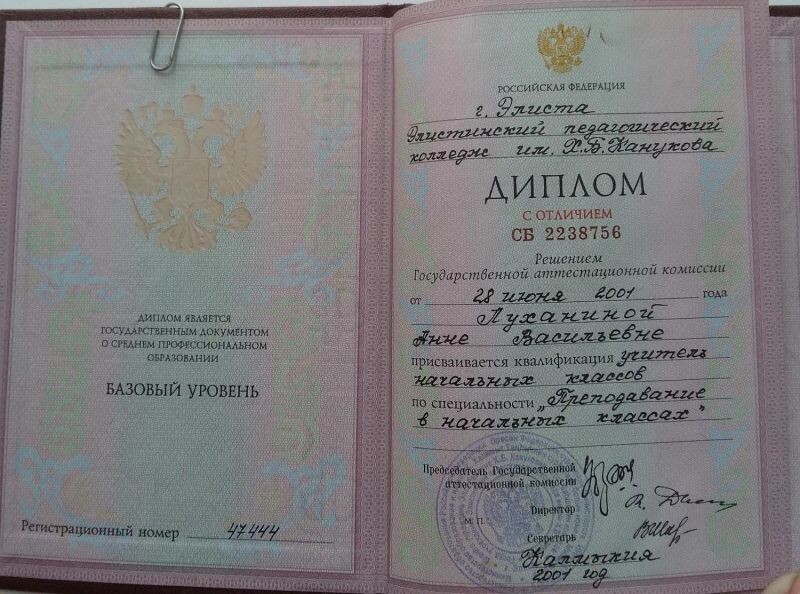 ДИПЛОМ ЯВЛЯЕТСЯ
ГОСУДАРСТВЕННЫМ ДОКУМЕНТОМ
О СРЕДНЕМ ПРОФЕССИОНАЛЬНОМ
ОБРАЗОВАНИИ
БАЗОВЫЙ УРОВЕНЬ
Регистрационный номер 47444
РОССИЙСКАЯ ФЕДЕРАЦИЯ
г. Элиста
Элистинский педагогический
колледж им. Х.Б. Канукова
ДИПЛОМ
С ОТЛИЧИЕМ
СБ 2238756
Решением
Государственной аттестационной комиссии
от 28 июня 2001 года
Луханиной
Анне Васильевне
присваивается квалификация учитель
начальных классов
по специальности „Преподавание
в начальных классах"
Председатель Государственной
аттестационной комиссии
Директор
М.П.
Секретарь
Калмыкия
2001 год